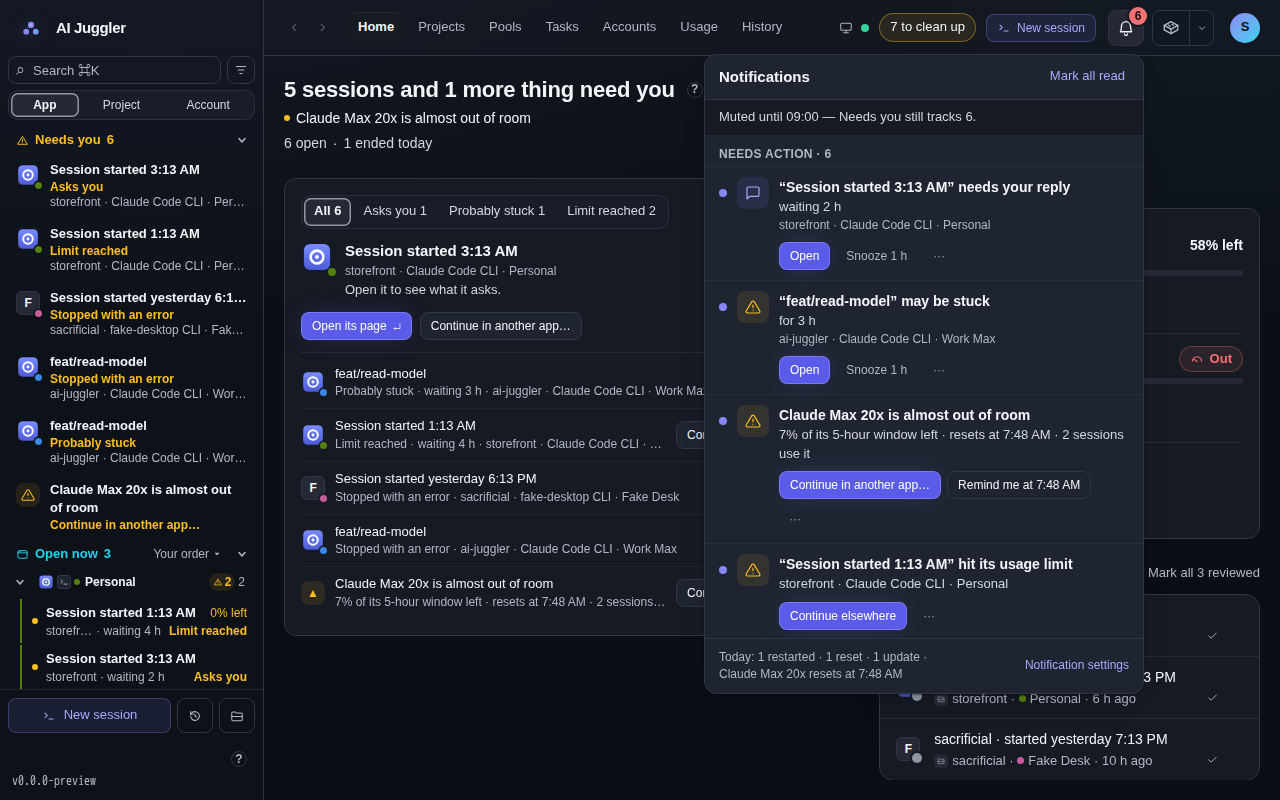 AI Juggler
Search ⌘K
App
Project
Account
Needs you 6
Session started 3:13 AM
Asks you
storefront · Claude Code CLI · Per…
Session started 1:13 AM
Limit reached
storefront · Claude Code CLI · Per…
F
Session started yesterday 6:1…
Stopped with an error
sacrificial · fake-desktop CLI · Fak…
feat/read-model
Stopped with an error
ai-juggler · Claude Code CLI · Wor…
feat/read-model
Probably stuck
ai-juggler · Claude Code CLI · Wor…
Claude Max 20x is almost out
of room
Continue in another app…
Open now 3
Your order
Personal
2 2
Session started 1:13 AM 0% left
storefr… · waiting 4 h Limit reached
Session started 3:13 AM
storefront · waiting 2 h Asks you
New session
?
v0.0.0-preview
Home
Projects
Pools
Tasks
Accounts
Usage
History
7 to clean up
New session
6
S
5 sessions and 1 more thing need you ?
Claude Max 20x is almost out of room
6 open · 1 ended today
All 6
Asks you 1
Probably stuck 1
Limit reached 2
Session started 3:13 AM
storefront · Claude Code CLI · Personal
Open it to see what it asks.
Open its page
Continue in another app…
feat/read-model
Probably stuck · waiting 3 h · ai-juggler · Claude Code CLI · Work Ma
Session started 1:13 AM
Limit reached · waiting 4 h · storefront · Claude Code CLI · …
F
Session started yesterday 6:13 PM
Stopped with an error · sacrificial · fake-desktop CLI · Fake Desk
feat/read-model
Stopped with an error · ai-juggler · Claude Code CLI · Work Max
Claude Max 20x is almost out of room
7% of its 5-hour window left · resets at 7:48 AM · 2 sessions…
Notifications
Mark all read
Muted until 09:00 — Needs you still tracks 6.
NEEDS ACTION · 6
“Session started 3:13 AM” needs your reply
waiting 2 h
storefront · Claude Code CLI · Personal
Open
Snooze 1 h
…
“feat/read-model” may be stuck
for 3 h
ai-juggler · Claude Code CLI · Work Max
Open
Snooze 1 h
…
Claude Max 20x is almost out of room
7% of its 5-hour window left · resets at 7:48 AM · 2 sessions
use it
Continue in another app…
Remind me at 7:48 AM
…
“Session started 1:13 AM” hit its usage limit
storefront · Claude Code CLI · Personal
Continue elsewhere
…
Today: 1 restarted · 1 reset · 1 update ·
Claude Max 20x resets at 7:48 AM
Notification settings
58% left
Out
Mark all 3 reviewed
3 PM
storefront · Personal · 6 h ago
F
sacrificial · started yesterday 7:13 PM
sacrificial · Fake Desk · 10 h ago